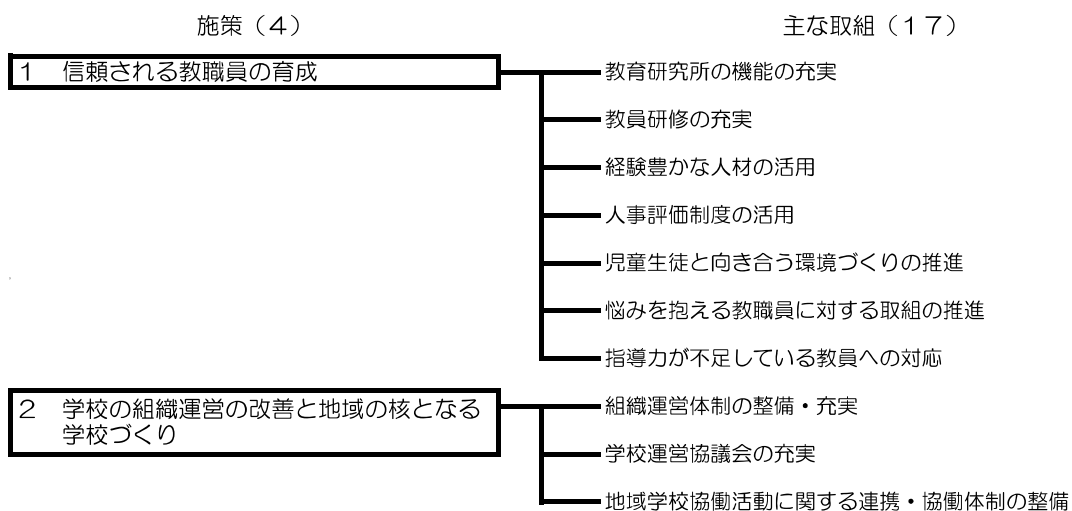 施策（４）
主な取組（１７）
１　信頼される教職員の育成
教育研究所の機能の充実
教員研修の充実
経験豊かな人材の活用
人事評価制度の活用
児童生徒と向き合う環境づくりの推進
悩みを抱える教職員に対する取組の推進
指導力が不足している教員への対応
２　学校の組織運営の改善と地域の核となる
学校づくり
組織運営体制の整備・充実
学校運営協議会の充実
地域学校協働活動に関する連携・協働体制の整備